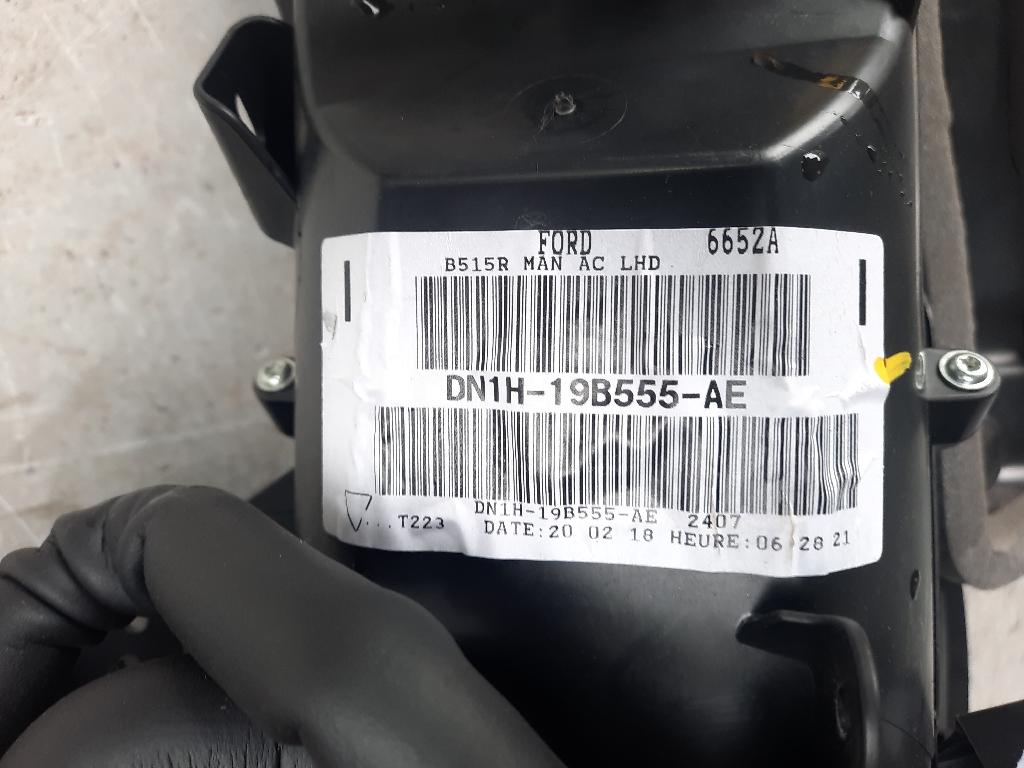 FORD 6652A
B515R MAN AC LHD
DN1H-19B555-AE
DN1H-19B555-AE 2407
...T223 DATE:20 02 18 HEURE:06 28 21